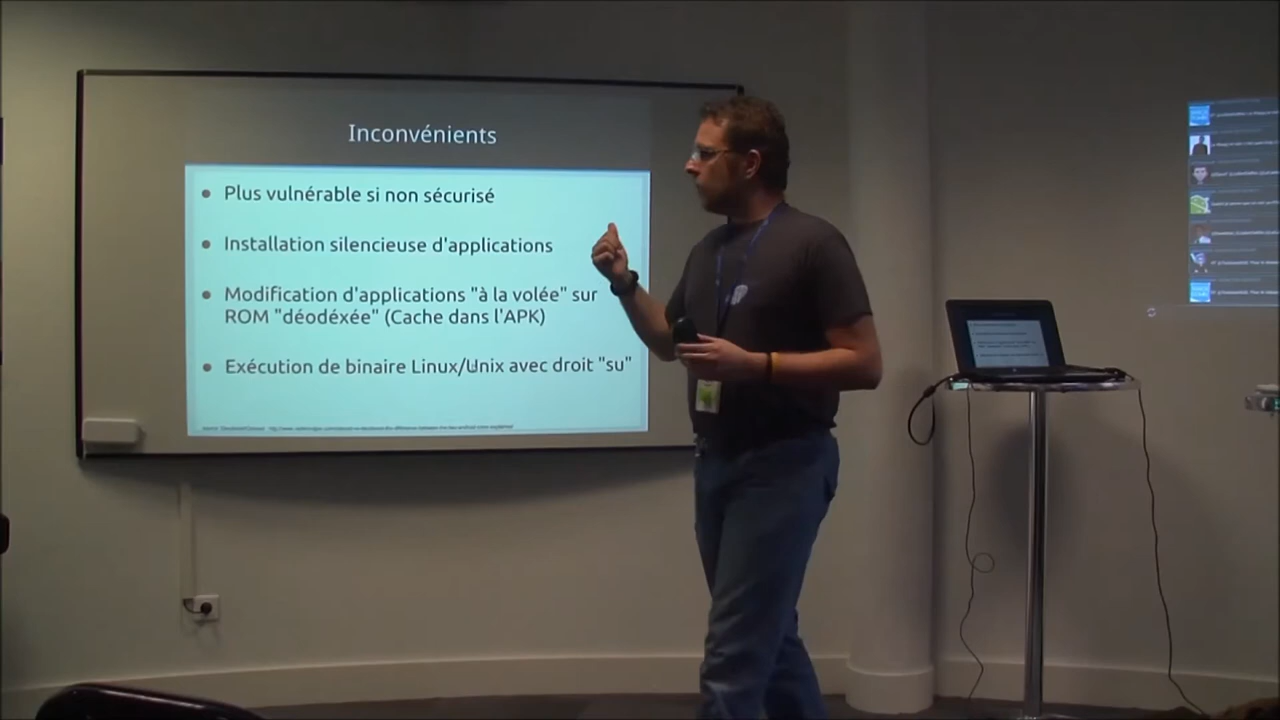 Inconvénients
Plus vulnérable si non sécurisé
Installation silencieuse d'applications
Modification d'applications "à la volée" sur
ROM "déodéxée" (Cache dans l'APK)
Exécution de binaire Linux/Unix avec droit "su"